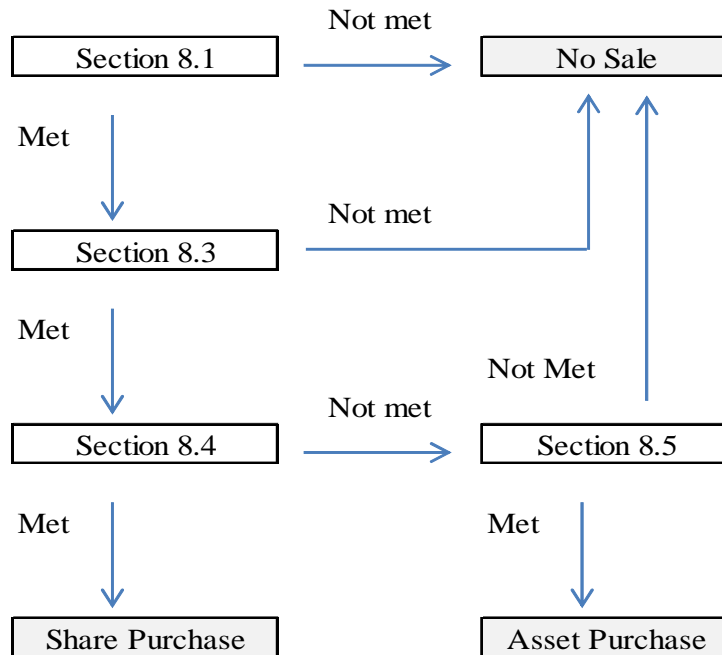 Not met
Section 8.1
No Sale
Met
Not met
Section 8.3
Met
Not Met
Not met
Section 8.4
Section 8.5
Met
Met
Share Purchase
Asset Purchase